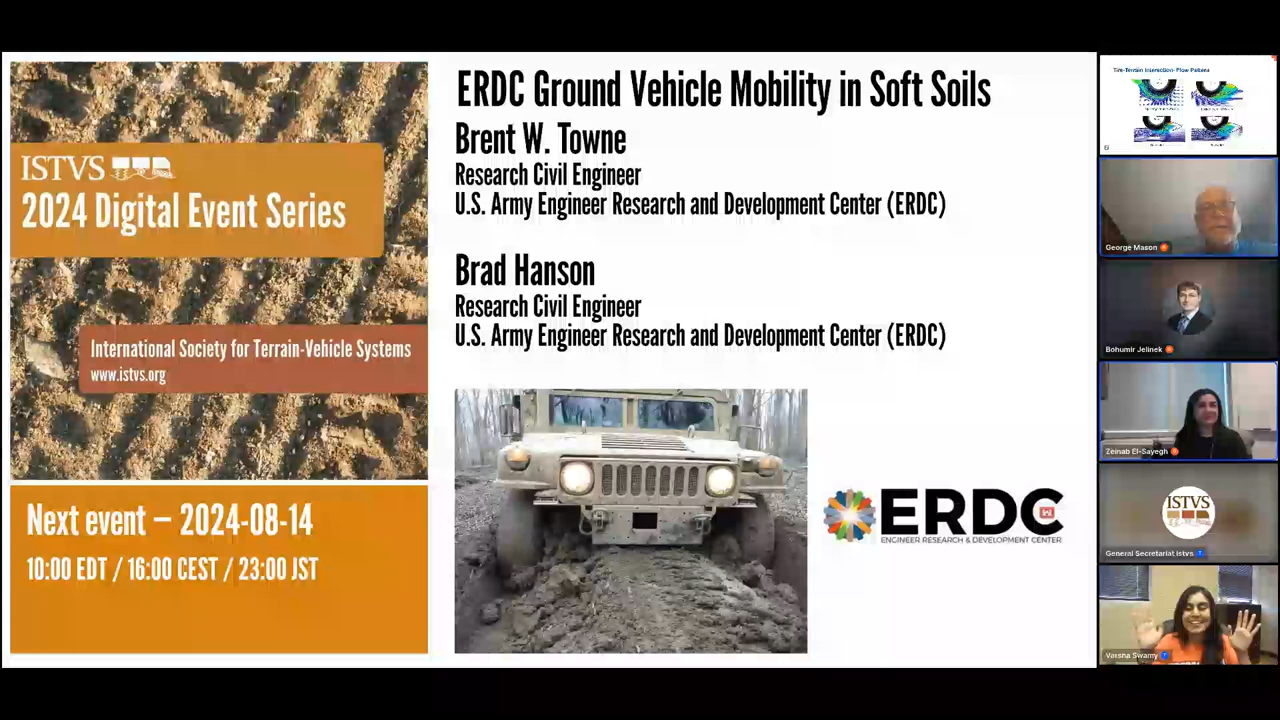 ISTVS
2024 Digital Event Series
International Society for Terrain-Vehicle Systems
www.istvs.org
Next event – 2024-08-14
10:00 EDT / 16:00 CEST / 23:00 JST
ERDC Ground Vehicle Mobility in Soft Soils
Brent W. Towne
Research Civil Engineer
U.S. Army Engineer Research and Development Center (ERDC)
Brad Hanson
Research Civil Engineer
U.S. Army Engineer Research and Development Center (ERDC)
ERDC
ENGINEER RESEARCH & DEVELOPMENT CENTER
Tire-Terrain Interaction- Flow Patterns
George Mason
Bohumir Jelinek
Zeinab El-Sayegh
ISTVS
General Secretariat Istvs
Varsha Swamy